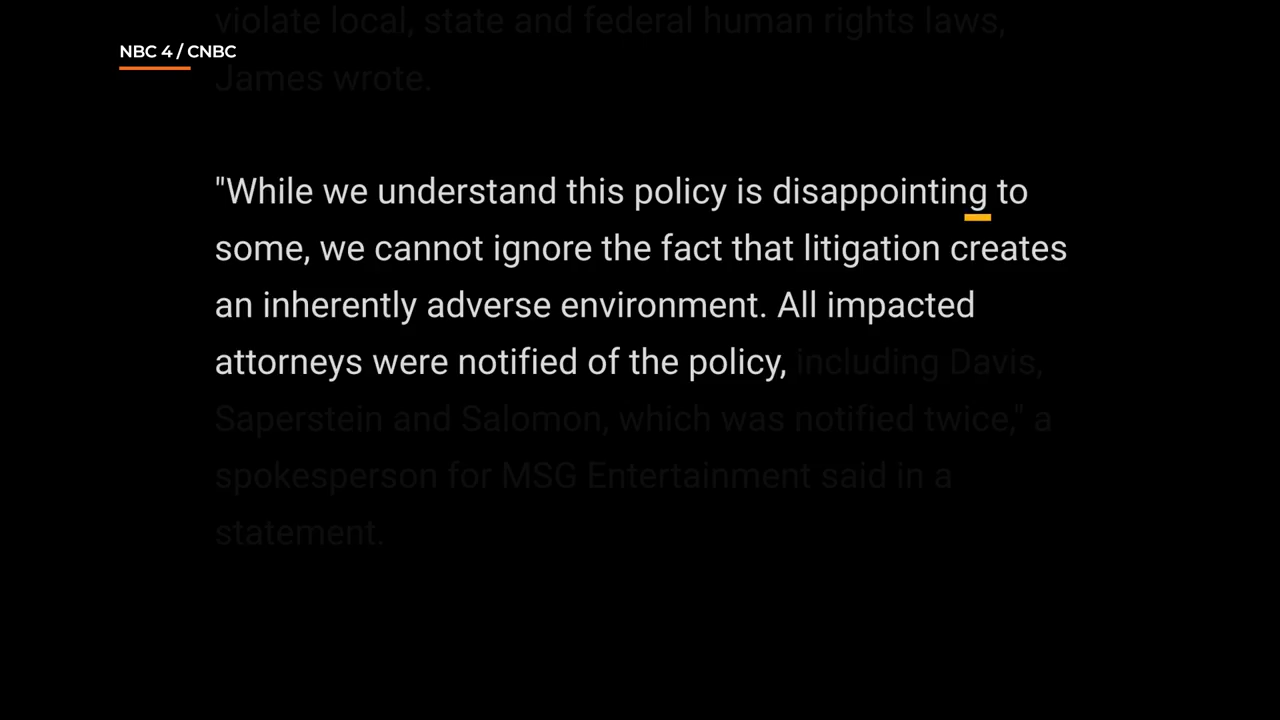 violate local, state and federal human rights laws,
NBC 4 / CNBC
James wrote.
"While we understand this policy is disappointing to
some, we cannot ignore the fact that litigation creates
an inherently adverse environment. All impacted
attorneys were notified of the policy, including Davis,
Saperstein and Salomon, which was notified twice," a
spokesperson for MSG Entertainment said in a
statement.